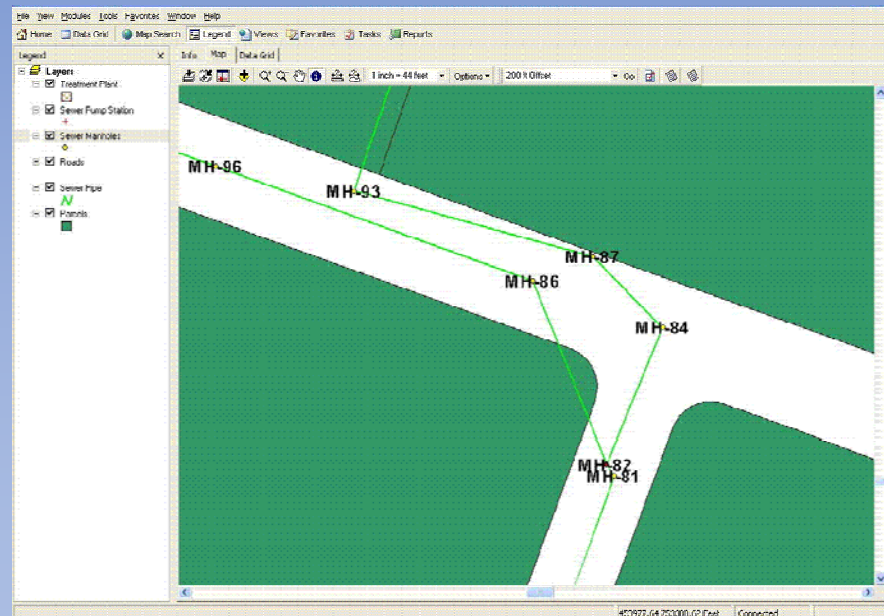 File View Modules Tools Favorites Window Help
Home Data Grid Map Search Legend Views Favorites Tasks Reports
Legend x Info Map Data Grid
1 inch = 44 feet Options 200 ft Offset Go
Layers
Treatment Plant
Sewer Pump Station
Sewer Manholes
Roads
Sewer Pipe
Parcels
MH-96
MH-93
MH-87
MH-86
MH-84
MH-82
MH-81
Feet Connected